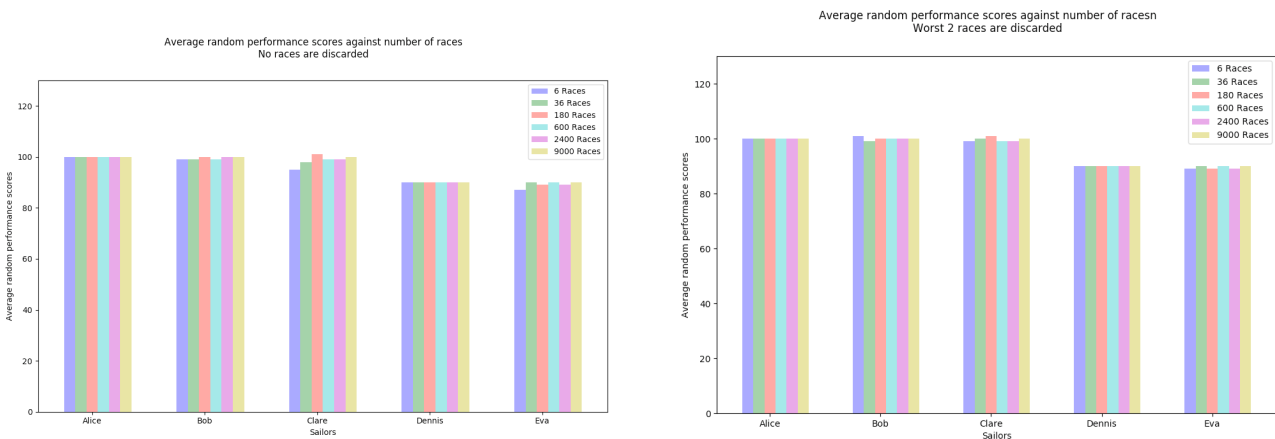 Average random performance scores against number of races
No races are discarded
Average random performance scores
120
100
80
60
40
20
0
6 Races
36 Races
180 Races
600 Races
2400 Races
9000 Races
Alice
Bob
Clare
Dennis
Eva
Sailors
Average random performance scores against number of racesn
Worst 2 races are discarded
Average random performance scores
120
100
80
60
40
20
0
6 Races
36 Races
180 Races
600 Races
2400 Races
9000 Races
Alice
Bob
Clare
Dennis
Eva
Sailors